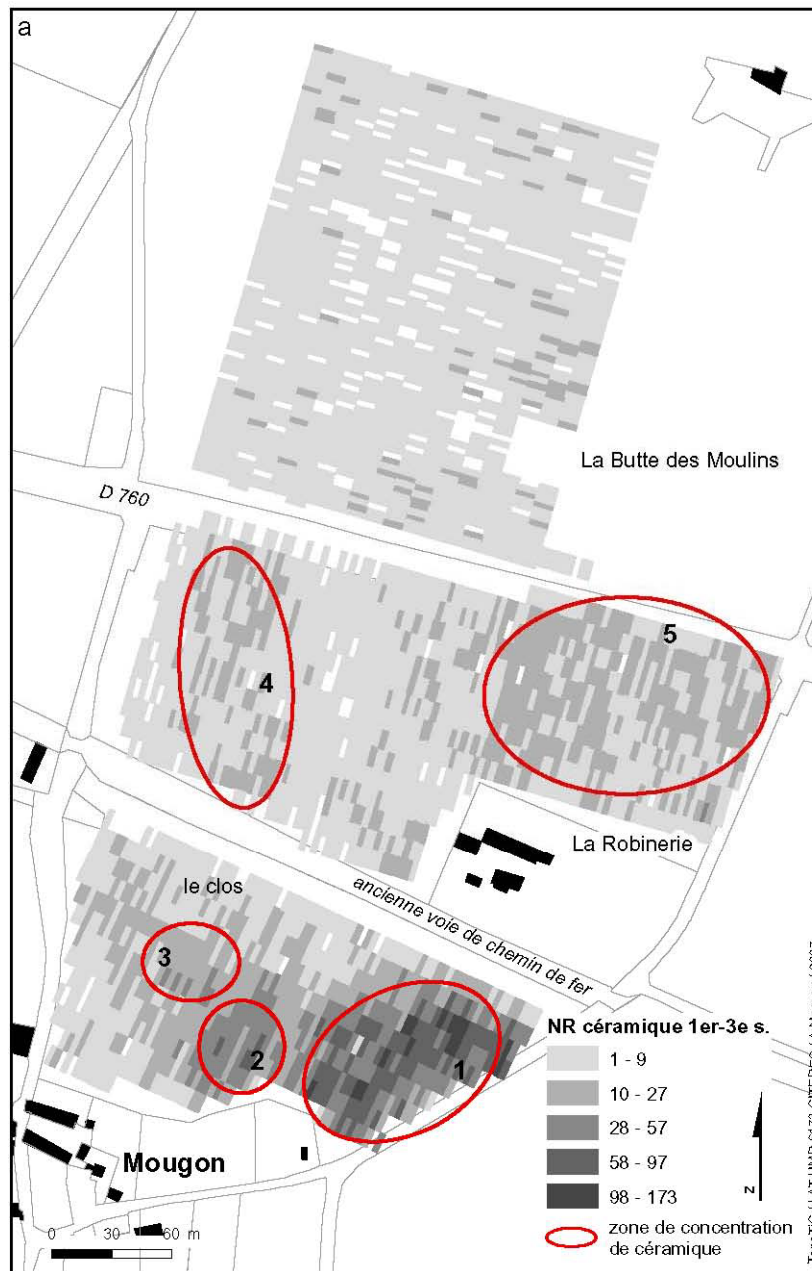 a
La Butte des Moulins
D 760
5
4
La Robinerie
ancienne voie de chemin de fer
le clos
3
2
1
Mougon
0 30 60 m
NR céramique 1er-3e s.
1 - 9
10 - 27
28 - 57
58 - 97
98 - 173
zone de concentration
de céramique
N